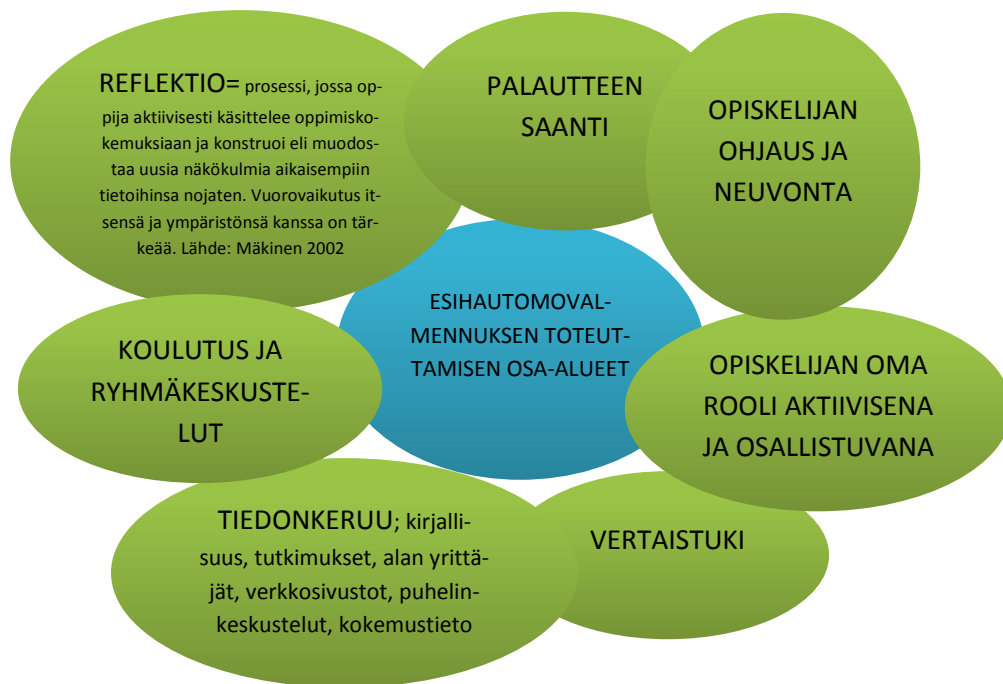 REFLEKTIO= prosessi, jossa op-
pija aktiivisesti käsittelee oppimisko-
kemuksiaan ja konstruoi eli muodos-
taa uusia näkökulmia aikaisempiin
tietoihinsa nojaten. Vuorovaikutus it-
sensä ja ympäristönsä kanssa on tär-
keää. Lähde: Mäkinen 2002
PALAUTTEEN
SAANTI
OPISKELIJAN
OHJAUS JA
NEUVONTA
ESIHAUTOMOVAL-
MENNUKSEN TOTEUT-
TAMISEN OSA-ALUEET
KOULUTUS JA
RYHMÄKESKUSTE-
LUT
OPISKELIJAN OMA
ROOLI AKTIIVISENA
JA OSALLISTUVANA
TIEDONKERUU; kirjalli-
suus, tutkimukset, alan yrittä-
jät, verkkosivustot, puhelin-
keskustelut, kokemustieto
VERTAISTUKI